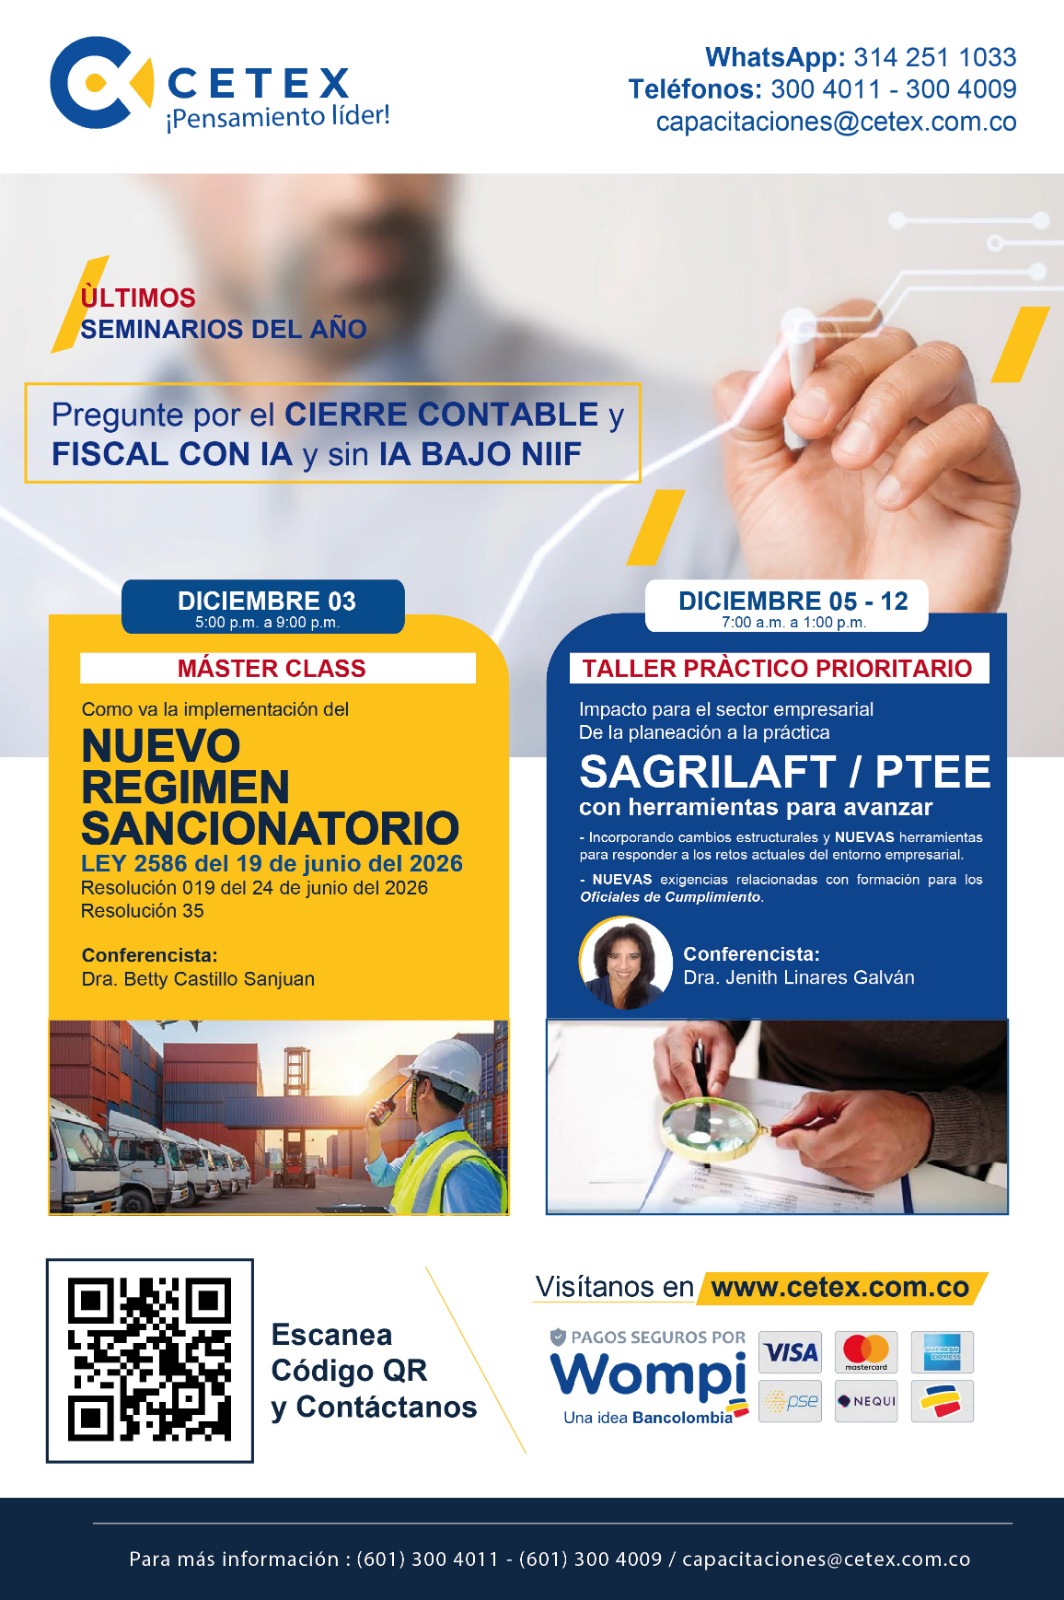 CETEX
¡Pensamiento líder!
WhatsApp: 314 251 1033
Teléfonos: 300 4011 - 300 4009
capacitaciones@cetex.com.co
ÙLTIMOS
SEMINARIOS DEL AÑO
Pregunte por el CIERRE CONTABLE y
FISCAL CON IA y sin IA BAJO NIIF
DICIEMBRE 03
5:00 p.m. a 9:00 p.m.
MÁSTER CLASS
Como va la implementación del
NUEVO
REGIMEN
SANCIONATORIO
LEY 2586 del 19 de junio del 2026
Resolución 019 del 24 de junio del 2026
Resolución 35
Conferencista:
Dra. Betty Castillo Sanjuan
DICIEMBRE 05 - 12
7:00 a.m. a 1:00 p.m.
TALLER PRÀCTICO PRIORITARIO
Impacto para el sector empresarial
De la planeación a la práctica
SAGRILAFT / PTEE
con herramientas para avanzar
- Incorporando cambios estructurales y NUEVAS herramientas
para responder a los retos actuales del entorno empresarial.
- NUEVAS exigencias relacionadas con formación para los
Oficiales de Cumplimiento.
Conferencista:
Dra. Jenith Linares Galván
Escanea
Código QR
y Contáctanos
Visítanos en www.cetex.com.co
PAGOS SEGUROS POR
Wompi
Una idea Bancolombia
VISA
mastercard
AMERICAN EXPRESS
pse
NEQUI
Para más información : (601) 300 4011 - (601) 300 4009 / capacitaciones@cetex.com.co